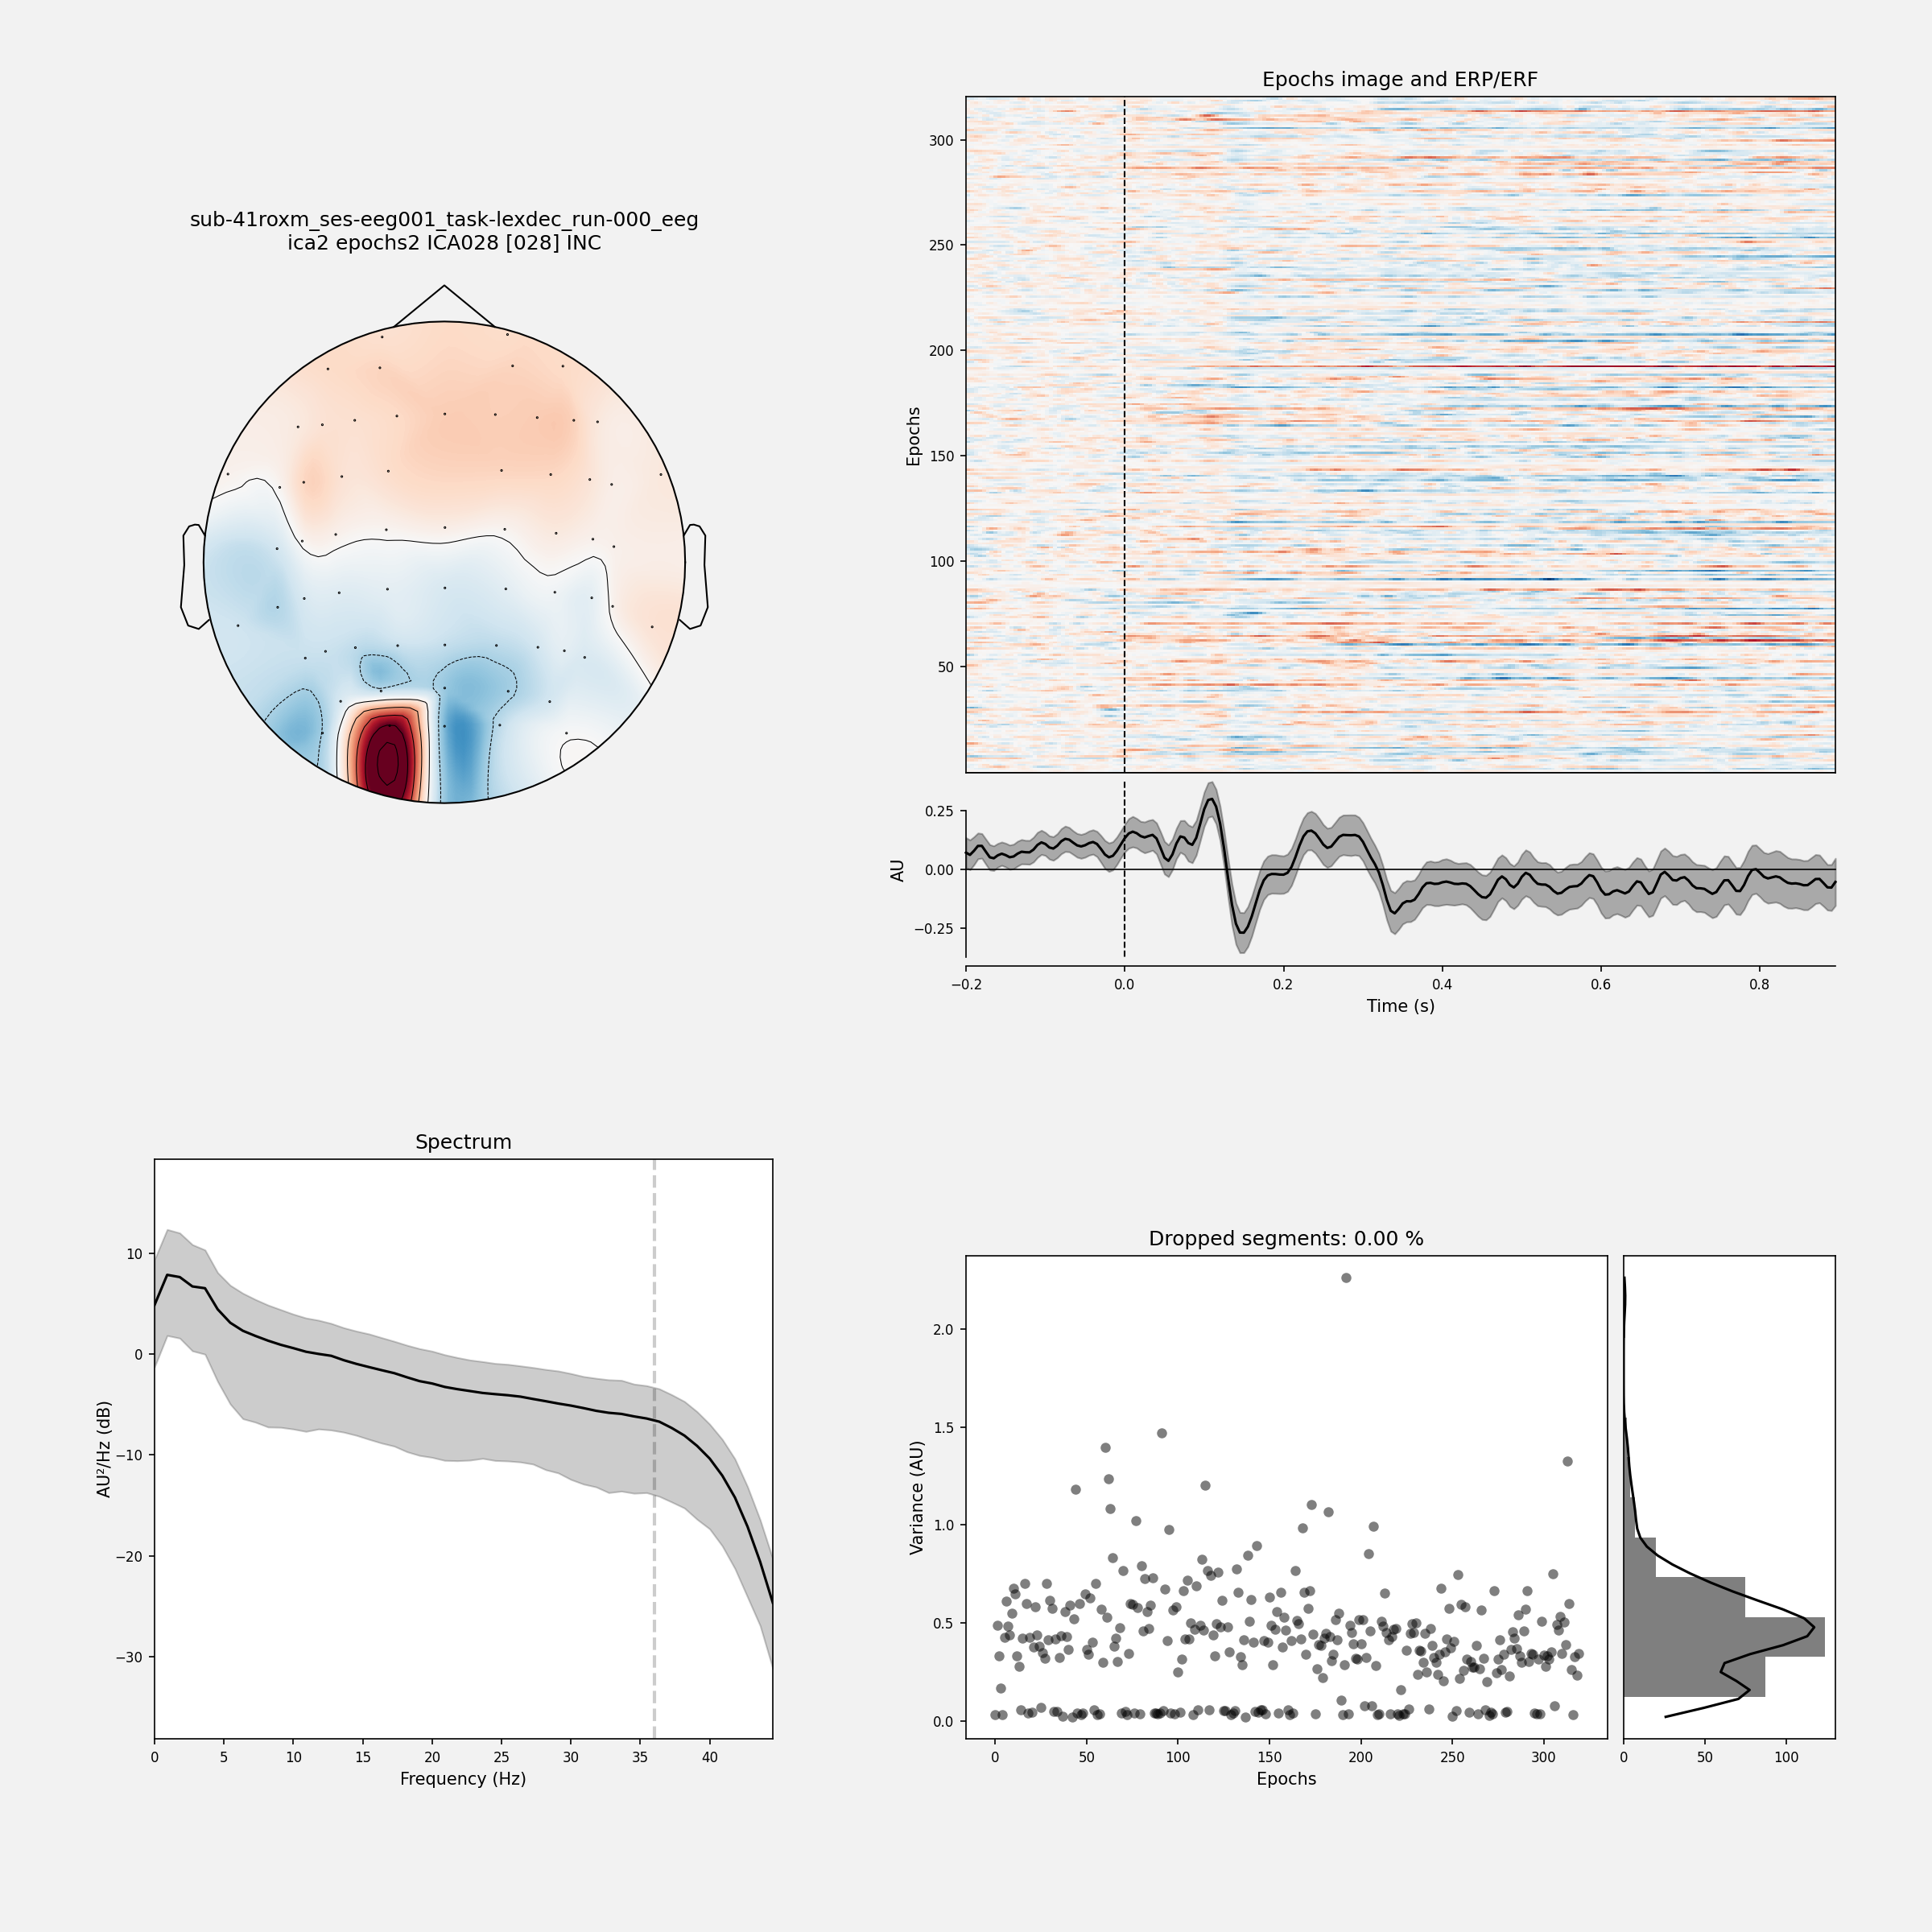 sub-41roxm_ses-eeg001_task-lexdec_run-000_eeg
ica2 epochs2 ICA028 [028] INC
Epochs image and ERP/ERF
300
250
200
150
100
50
Epochs
0.25
0.00
−0.25
AU
−0.2 0.0 0.2 0.4 0.6 0.8
Time (s)
Spectrum
10
0
−10
−20
−30
AU²/Hz (dB)
0 5 10 15 20 25 30 35 40
Frequency (Hz)
Dropped segments: 0.00 %
2.0
1.5
1.0
0.5
0.0
Variance (AU)
0 50 100 150 200 250 300
Epochs
0 50 100